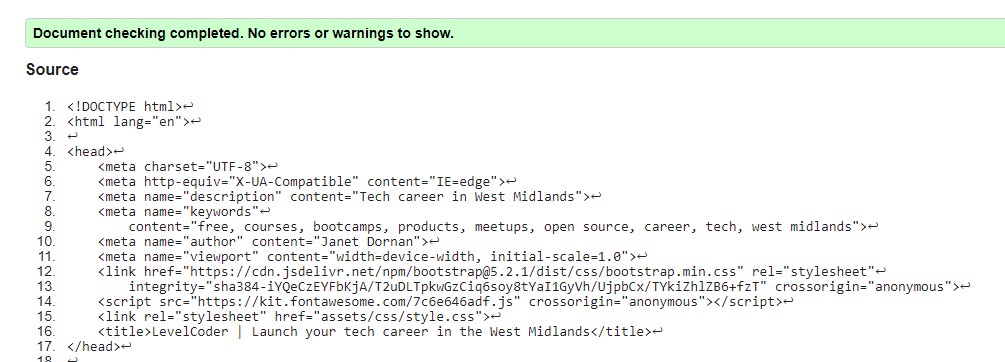 Document checking completed. No errors or warnings to show.
Source
1. <!DOCTYPE html>↩
2. <html lang="en">↩
3. ↩
4. <head>↩
5.     <meta charset="UTF-8">↩
6.     <meta http-equiv="X-UA-Compatible" content="IE=edge">↩
7.     <meta name="description" content="Tech career in West Midlands">↩
8.     <meta name="keywords"↩
9.         content="free, courses, bootcamps, products, meetups, open source, career, tech, west midlands">↩
10.     <meta name="author" content="Janet Dornan">↩
11.     <meta name="viewport" content="width=device-width, initial-scale=1.0">↩
12.     <link href="https://cdn.jsdelivr.net/npm/bootstrap@5.2.1/dist/css/bootstrap.min.css" rel="stylesheet"↩
13.         integrity="sha384-iYQeCzEYFbKjA/T2uDLTpkwGzCiq6soy8tYaI1GyVh/UjpbCx/TYkiZhlZB6+fzT" crossorigin="anonymous">↩
14.     <script src="https://kit.fontawesome.com/7c6e646adf.js" crossorigin="anonymous"></script>↩
15.     <link rel="stylesheet" href="assets/css/style.css">↩
16.     <title>LevelCoder | Launch your tech career in the West Midlands</title>↩
17. </head>↩
18. ↩